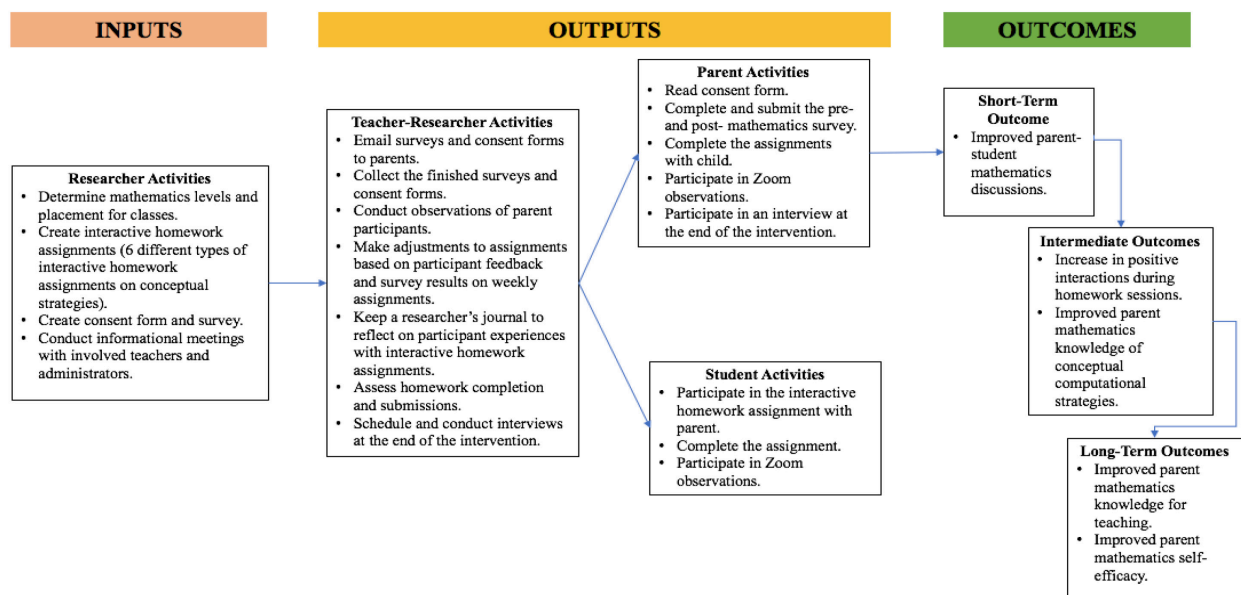 INPUTS
OUTPUTS
OUTCOMES
Researcher Activities
• Determine mathematics levels and
placement for classes.
• Create interactive homework
assignments (6 different types of
interactive homework
assignments on conceptual
strategies).
• Create consent form and survey.
• Conduct informational meetings
with involved teachers and
administrators.
Teacher-Researcher Activities
• Email surveys and consent forms
to parents.
• Collect the finished surveys and
consent forms.
• Conduct observations of parent
participants.
• Make adjustments to assignments
based on participant feedback
and survey results on weekly
assignments.
• Keep a researcher's journal to
reflect on participant experiences
with interactive homework
assignments.
• Assess homework completion
and submissions.
• Schedule and conduct interviews
at the end of the intervention.
Parent Activities
• Read consent form.
• Complete and submit the pre-
and post- mathematics survey.
• Complete the assignments
with child.
• Participate in Zoom
observations.
• Participate in an interview at
the end of the intervention.
Student Activities
• Participate in the interactive
homework assignment with
parent.
• Complete the assignment.
• Participate in Zoom
observations.
Short-Term
Outcome
• Improved parent-
student
mathematics
discussions.
Intermediate Outcomes
• Increase in positive
interactions during
homework sessions.
• Improved parent
mathematics
knowledge of
conceptual
computational
strategies.
Long-Term Outcomes
• Improved parent
mathematics
knowledge for
teaching.
• Improved parent
mathematics self-
efficacy.